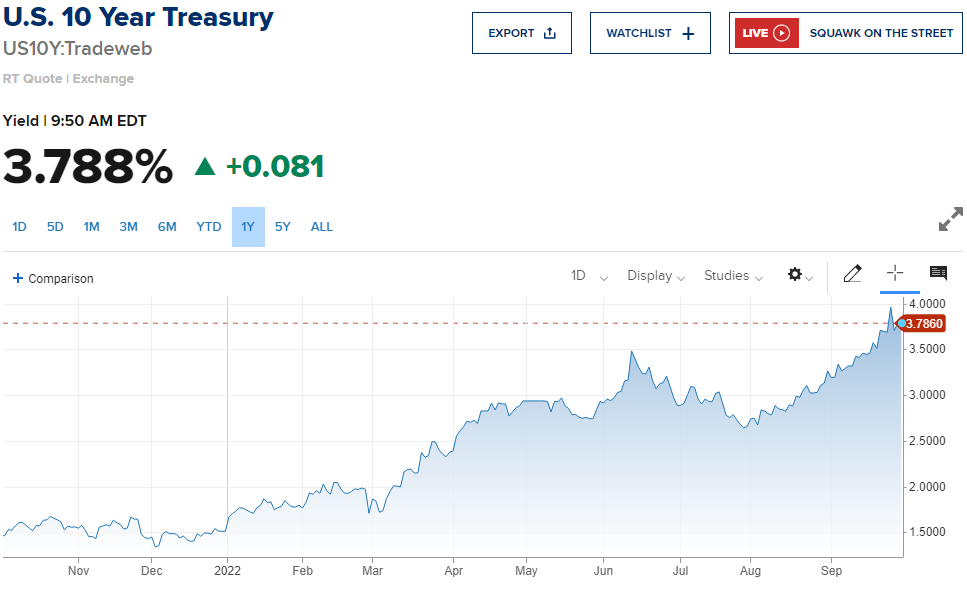 U.S. 10 Year Treasury
US10Y:Tradeweb
RT Quote | Exchange
EXPORT
WATCHLIST +
LIVE SQUAWK ON THE STREET
Yield | 9:50 AM EDT
3.788% ▲ +0.081
1D 5D 1M 3M 6M YTD 1Y 5Y ALL
+ Comparison 1D Display Studies
4.0000
3.7860
3.5000
3.0000
2.5000
2.0000
1.5000
Nov Dec 2022 Feb Mar Apr May Jun Jul Aug Sep